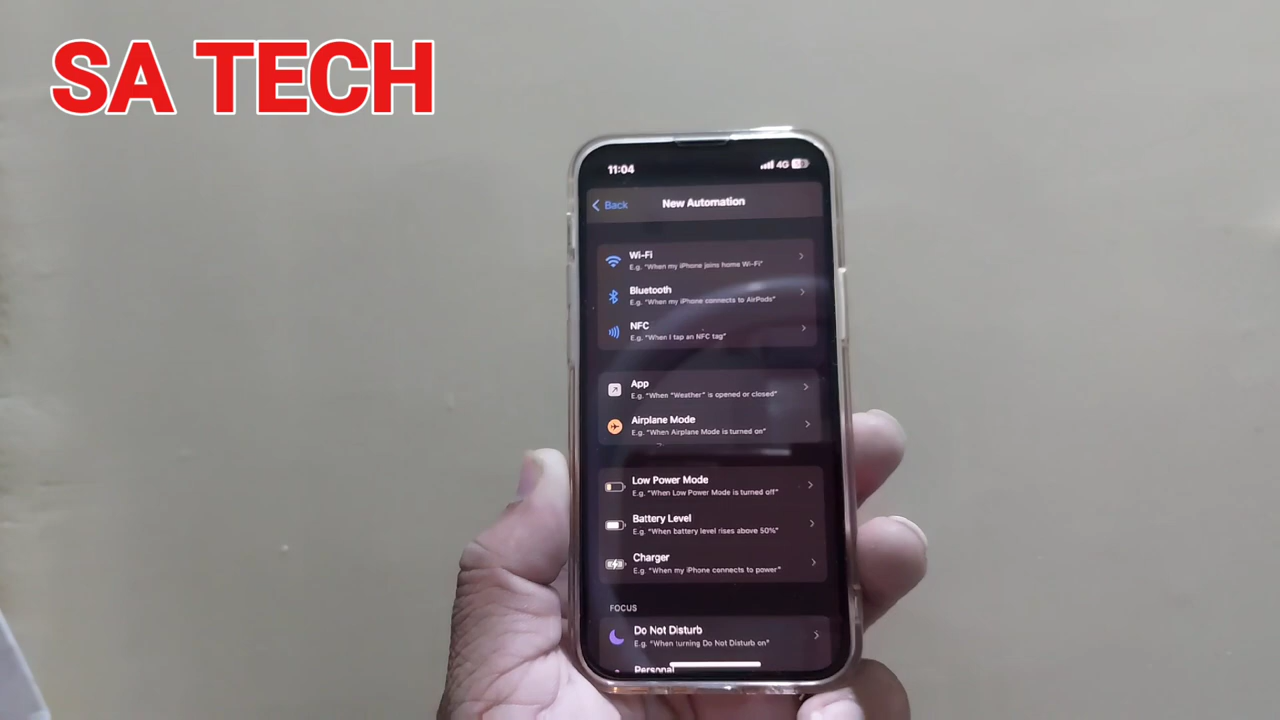 SA TECH
11:04
4G
Back
New Automation
Wi-Fi
E.g. "When my iPhone joins home Wi-Fi"
Bluetooth
E.g. "When my iPhone connects to AirPods"
NFC
E.g. "When I tap an NFC tag"
App
E.g. "When "Weather" is opened or closed"
Airplane Mode
E.g. "When Airplane Mode is turned on"
Low Power Mode
E.g. "When Low Power Mode is turned off"
Battery Level
E.g. "When battery level rises above 50%"
Charger
E.g. "When my iPhone connects to power"
FOCUS
Do Not Disturb
E.g. "When turning Do Not Disturb on"
Personal